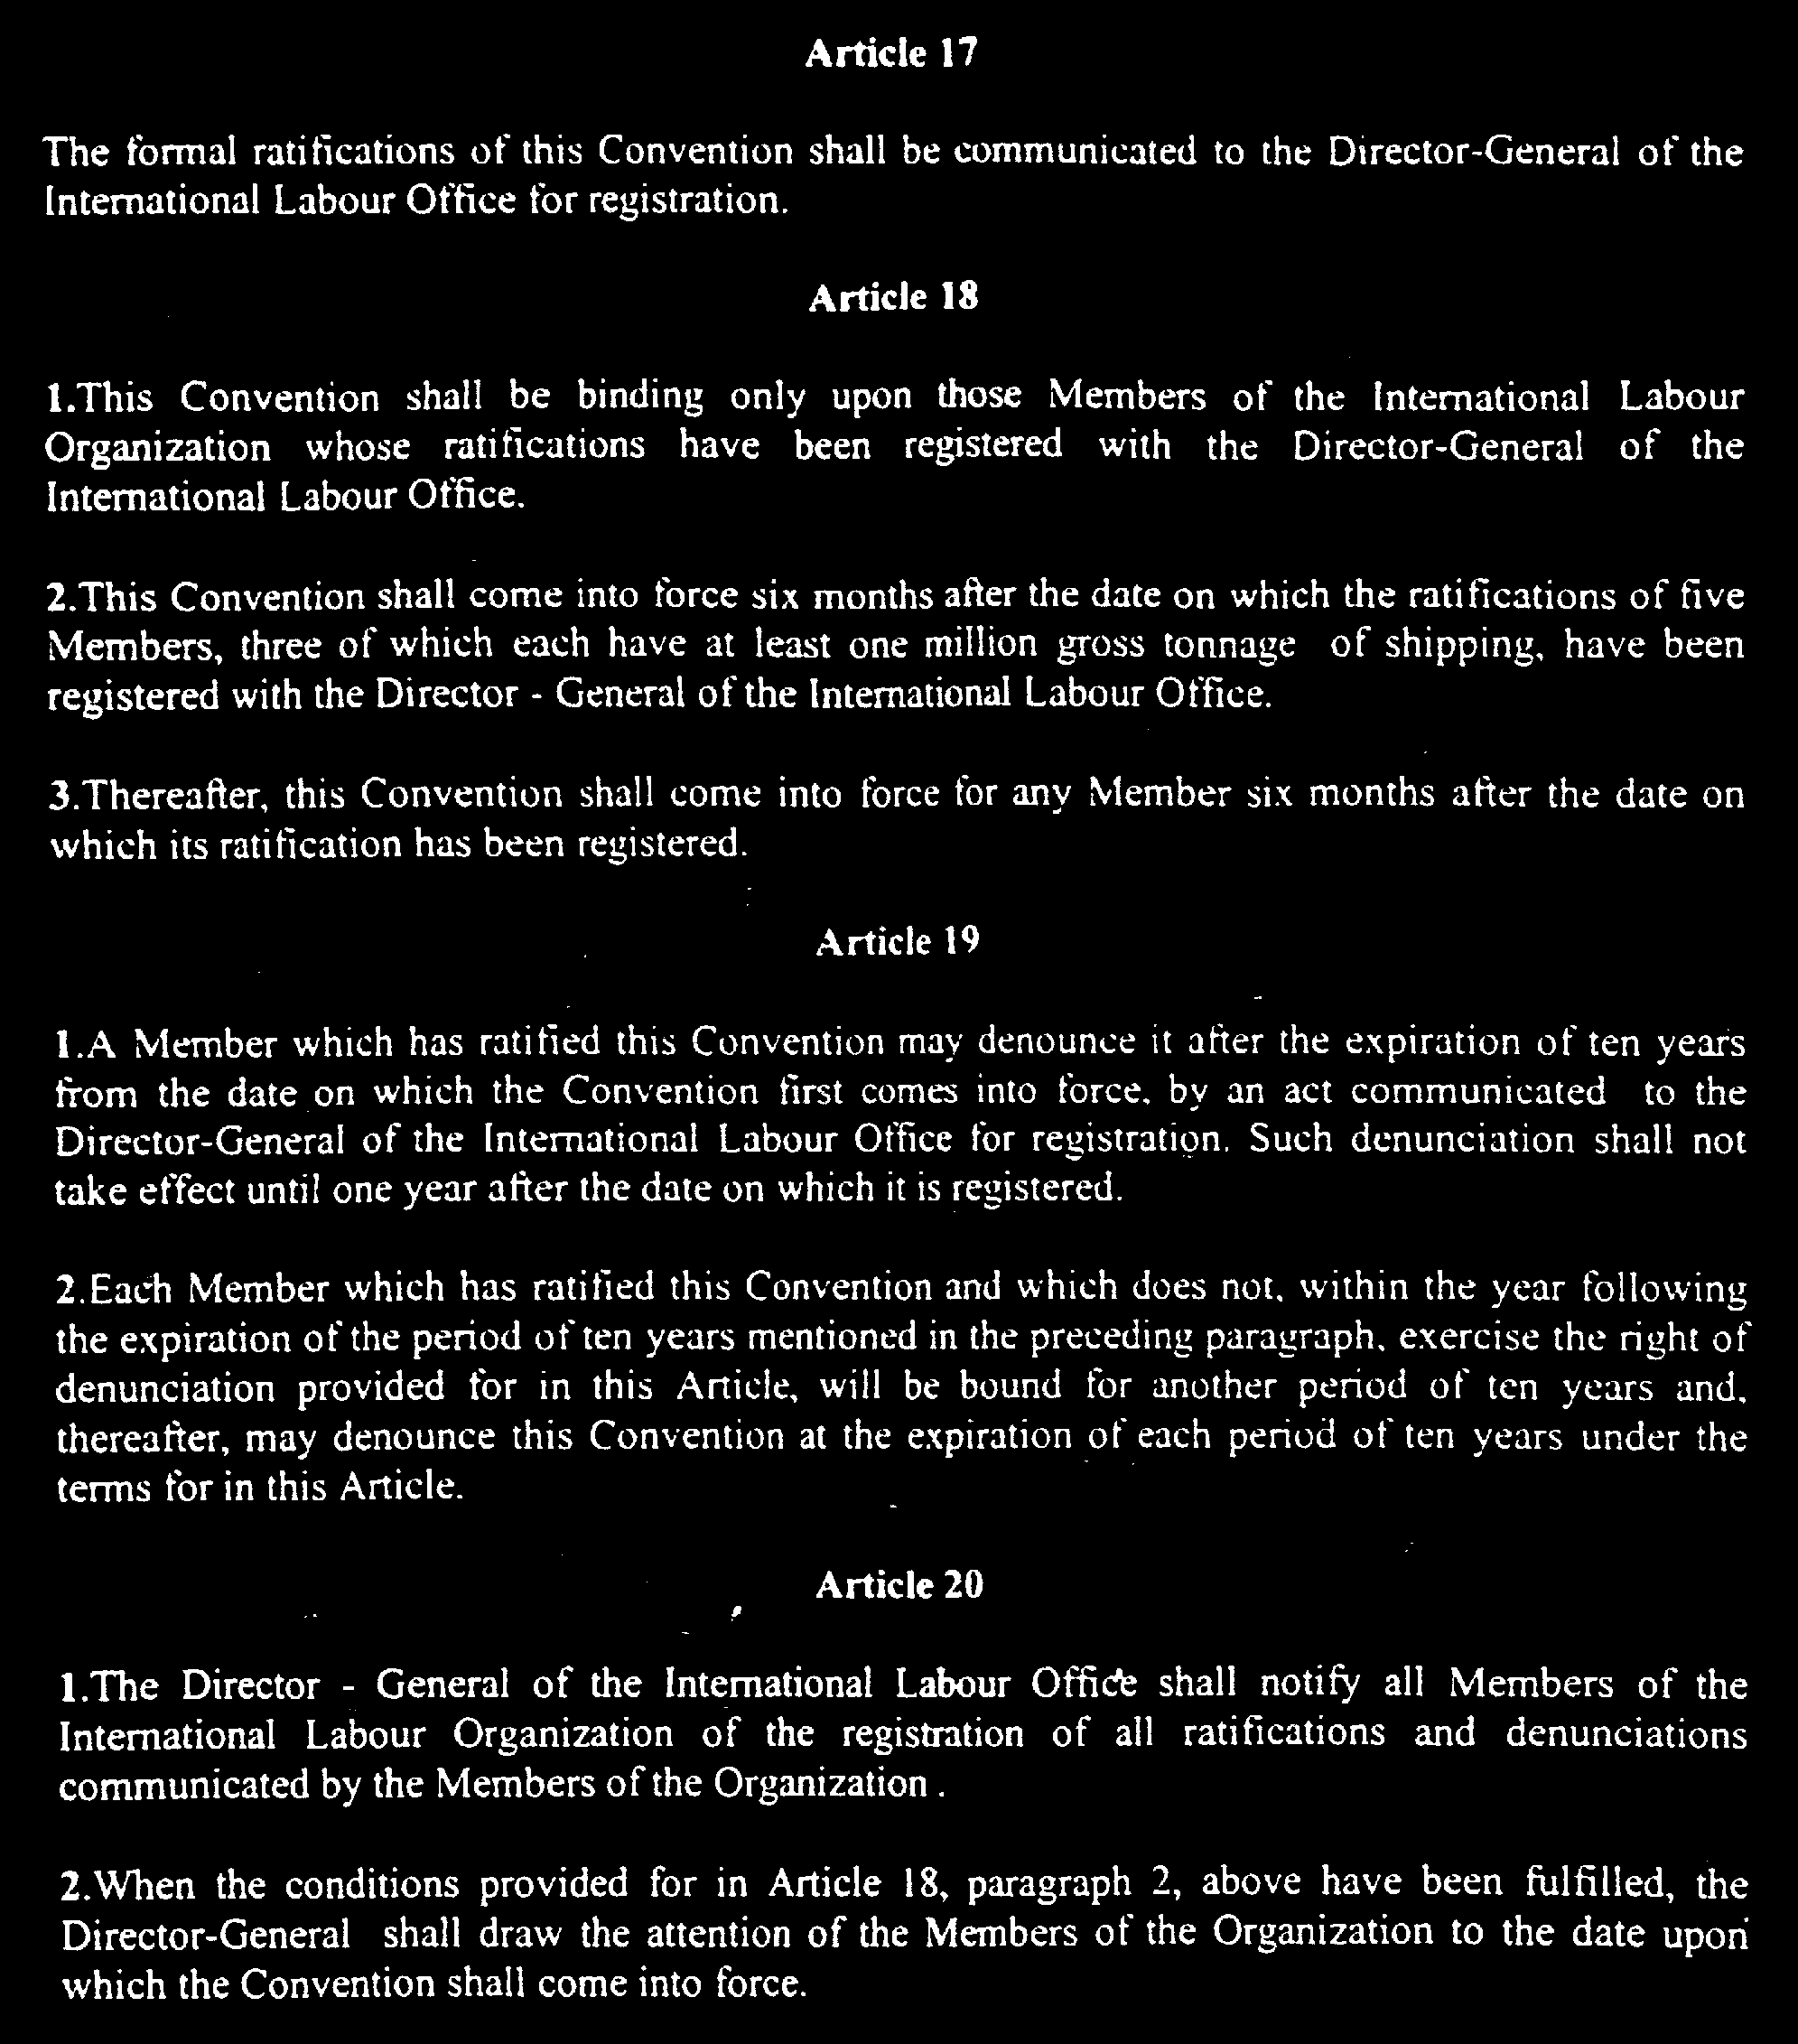 Article 17
The formal ratifications of this Convention shall be communicated to the Director-General of the
International Labour Office for registration.
Article 18
1.This Convention shall be binding only upon those Members of the International Labour
Organization whose ratifications have been registered with the Director-General of the
International Labour Office.
2.This Convention shall come into force six months after the date on which the ratifications of five
Members, three of which each have at least one million gross tonnage of shipping, have been
registered with the Director - General of the International Labour Office.
3.Thereafter, this Convention shall come into force for any Member six months after the date on
which its ratification has been registered.
Article 19
1.A Member which has ratified this Convention may denounce it after the expiration of ten years
from the date on which the Convention first comes into force, by an act communicated to the
Director-General of the International Labour Office for registration. Such denunciation shall not
take effect until one year after the date on which it is registered.
2.Each Member which has ratified this Convention and which does not, within the year following
the expiration of the period of ten years mentioned in the preceding paragraph, exercise the right of
denunciation provided for in this Article, will be bound for another period of ten years and,
thereafter, may denounce this Convention at the expiration of each period of ten years under the
terms for in this Article.
Article 20
1.The Director - General of the International Labour Office shall notify all Members of the
International Labour Organization of the registration of all ratifications and denunciations
communicated by the Members of the Organization .
2.When the conditions provided for in Article 18, paragraph 2, above have been fulfilled, the
Director-General shall draw the attention of the Members of the Organization to the date upon
which the Convention shall come into force.